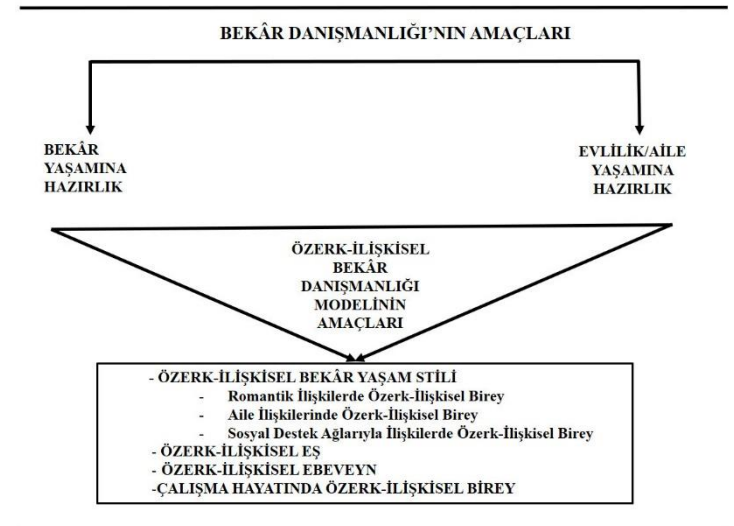 BEKÂR DANIŞMANLIĞI’NIN AMAÇLARI
BEKÂR
YAŞAMINA
HAZIRLIK
EVLİLİK/AİLE
YAŞAMINA
HAZIRLIK
ÖZERK-İLİŞKİSEL
BEKÂR
DANIŞMANLIĞI
MODELİNİN
AMAÇLARI
- ÖZERK-İLİŞKİSEL BEKÂR YAŞAM STİLİ
- Romantik İlişkilerde Özerk-İlişkisel Birey
- Aile İlişkilerinde Özerk-İlişkisel Birey
- Sosyal Destek Ağlarıyla İlişkilerde Özerk-İlişkisel Birey
- ÖZERK-İLİŞKİSEL EŞ
- ÖZERK-İLİŞKİSEL EBEVEYN
-ÇALIŞMA HAYATINDA ÖZERK-İLİŞKİSEL BİREY